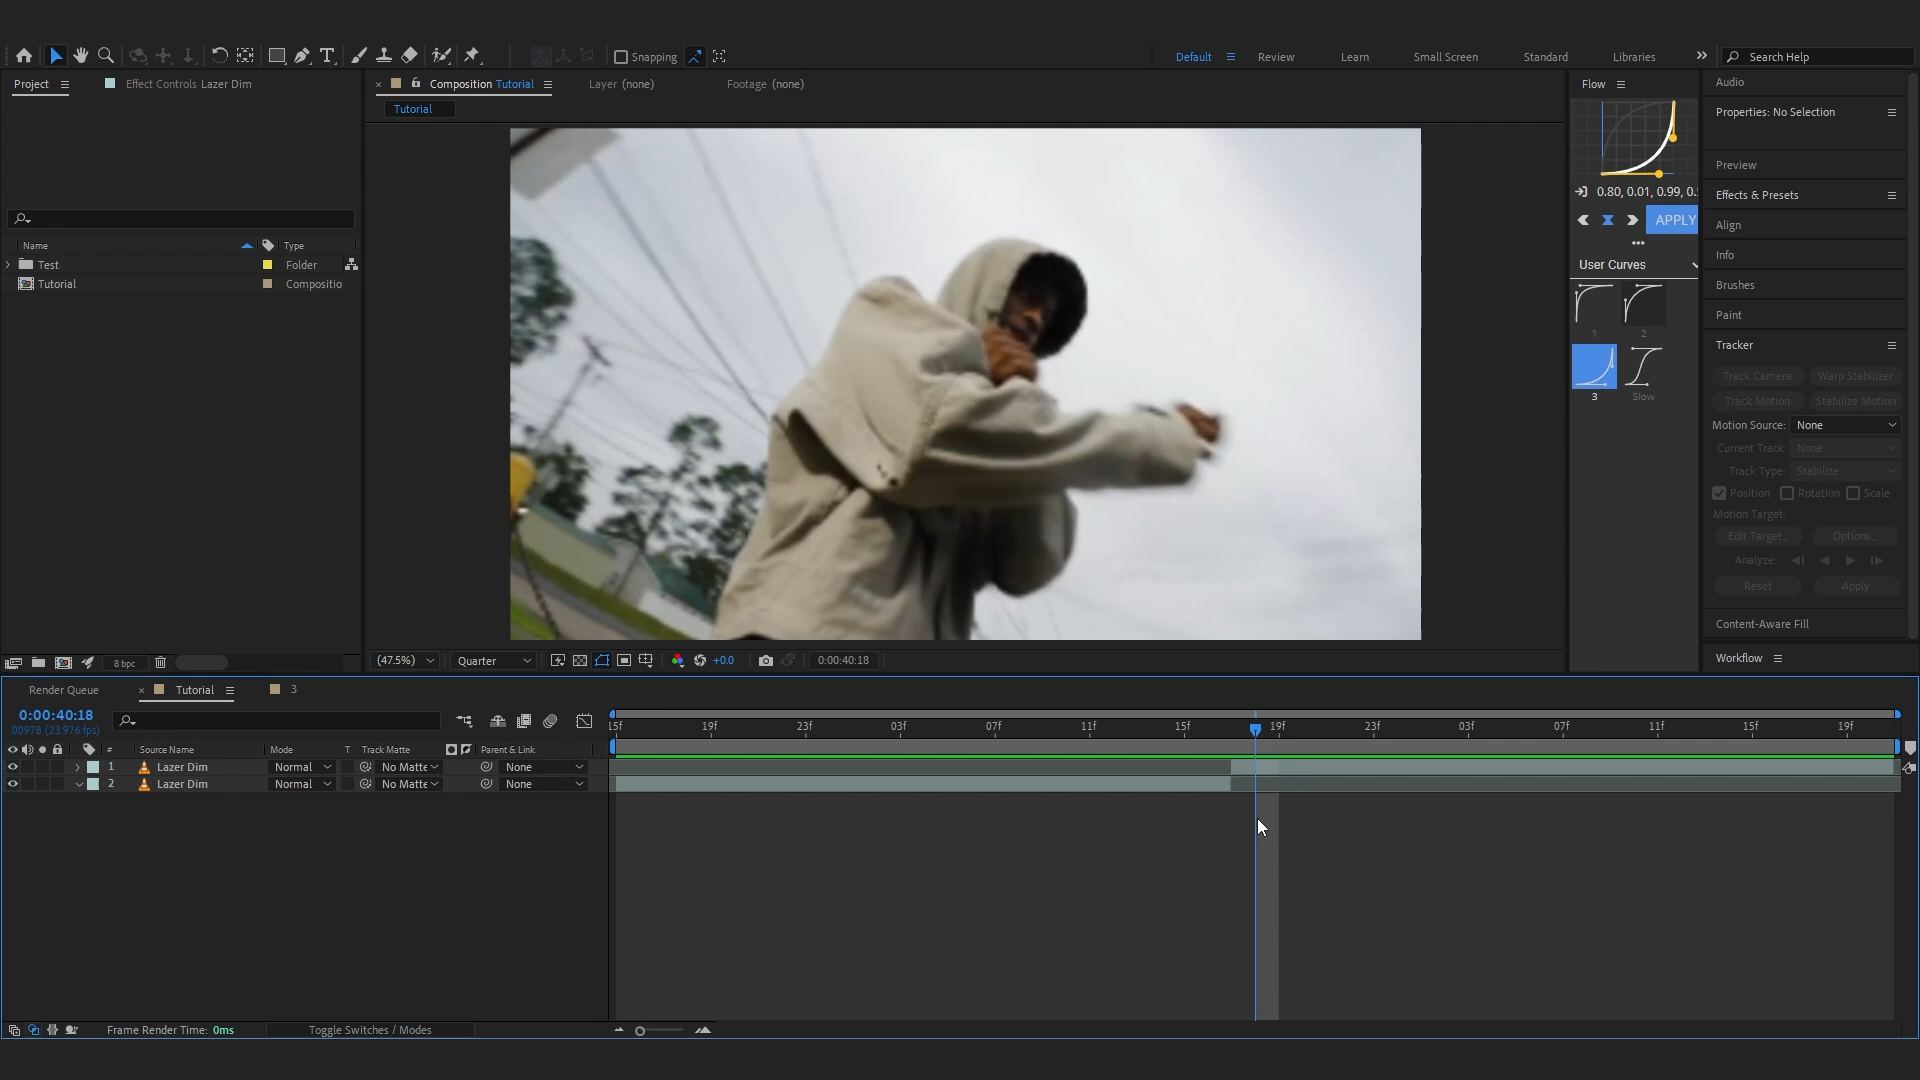 Snapping
Default
Review
Learn
Small Screen
Standard
Libraries
Search Help
Project
Effect Controls Lazer Dim
Composition Tutorial
Layer (none)
Footage (none)
Tutorial
Name
Type
Test
Folder
Tutorial
Compositio
8 bpc
(47.5%)
Quarter
+0.0
0:00:40:18
Flow
0.80, 0.01, 0.99, 0.
APPLY
User Curves
1
2
3
Slow
Audio
Properties: No Selection
Preview
Effects & Presets
Align
Info
Brushes
Paint
Tracker
Track Camera
Warp Stabilizer
Track Motion
Stabilize Motion
Motion Source: None
Current Track: None
Track Type: Stabilize
Position
Rotation
Scale
Motion Target:
Edit Target...
Options...
Analyze:
Reset
Apply
Content-Aware Fill
Workflow
Render Queue
Tutorial
3
0:00:40:18
00978 (23.976 fps)
15f 19f 23f 03f 07f 11f 15f 19f 23f 03f 07f 11f 15f 19f
# Source Name Mode T Track Matte Parent & Link
1 Lazer Dim Normal No Matte None
2 Lazer Dim Normal No Matte None
Frame Render Time: 0ms
Toggle Switches / Modes